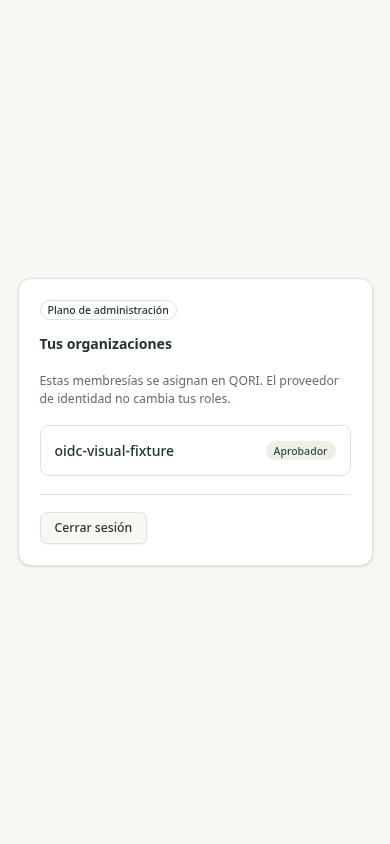 Plano de administración
Tus organizaciones
Estas membresías se asignan en QORI. El proveedor
de identidad no cambia tus roles.
oidc-visual-fixture
Aprobador
Cerrar sesión